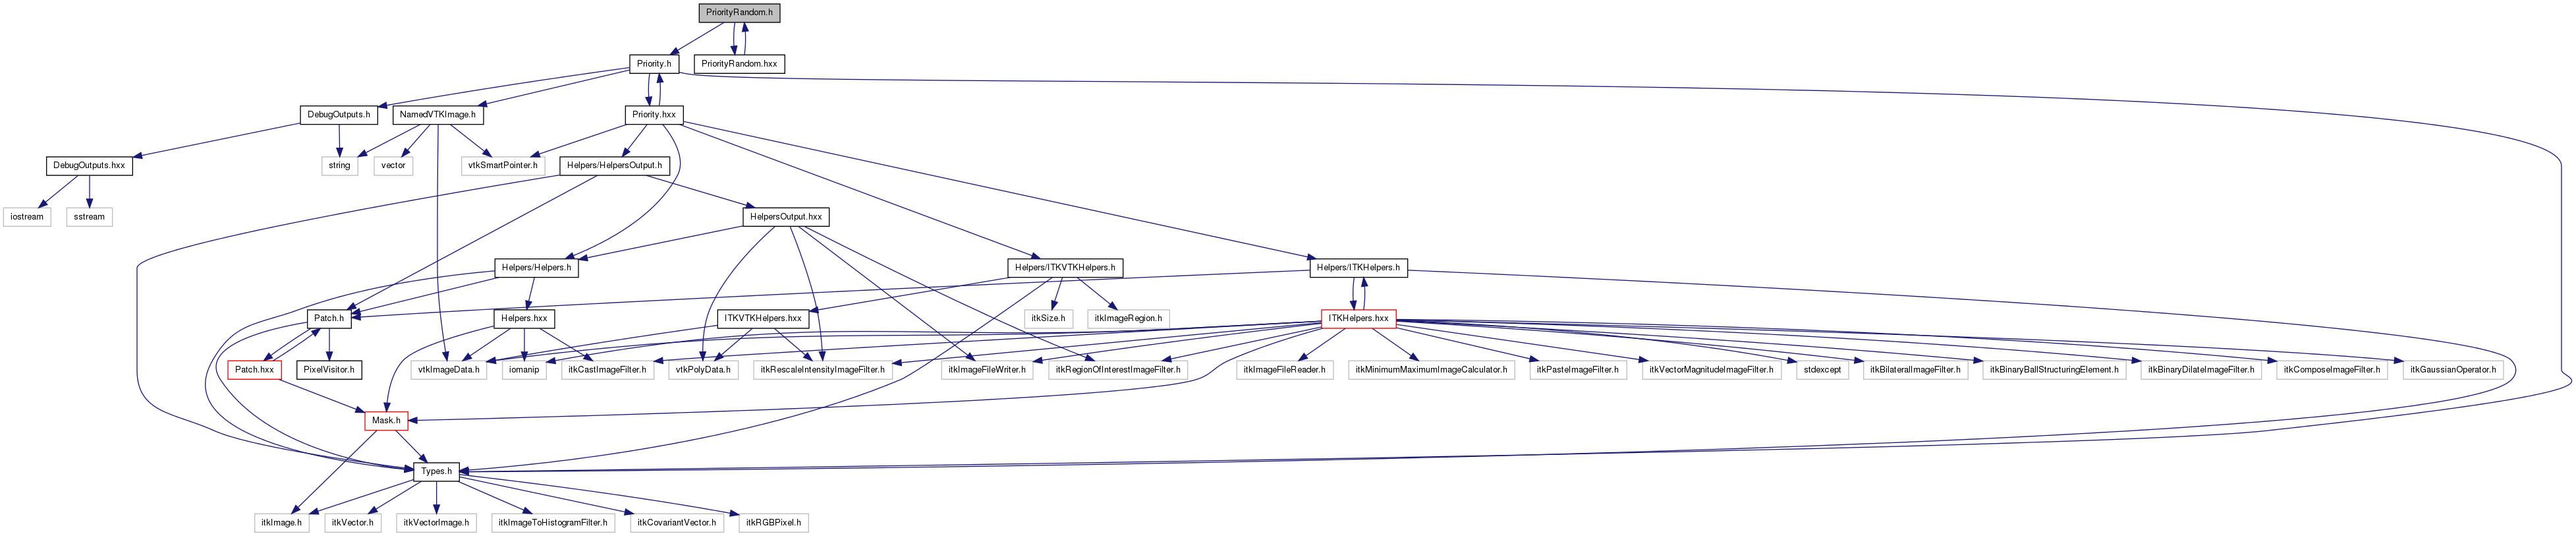 PriorityRandom.h
Priority.h
PriorityRandom.hxx
DebugOutputs.h
NamedVTKImage.h
Priority.hxx
DebugOutputs.hxx
string
vector
vtkSmartPointer.h
Helpers/HelpersOutput.h
iostream
sstream
HelpersOutput.hxx
Helpers/Helpers.h
Helpers/ITKVTKHelpers.h
Helpers/ITKHelpers.h
Patch.h
Helpers.hxx
ITKVTKHelpers.hxx
itkSize.h
itkImageRegion.h
ITKHelpers.hxx
Patch.hxx
PixelVisitor.h
vtkImageData.h
iomanip
itkCastImageFilter.h
vtkPolyData.h
itkRescaleIntensityImageFilter.h
itkImageFileWriter.h
itkRegionOfInterestImageFilter.h
itkImageFileReader.h
itkMinimumMaximumImageCalculator.h
itkPasteImageFilter.h
itkVectorMagnitudeImageFilter.h
stdexcept
itkBilateralImageFilter.h
itkBinaryBallStructuringElement.h
itkBinaryDilateImageFilter.h
itkComposeImageFilter.h
itkGaussianOperator.h
Mask.h
Types.h
itkImage.h
itkVector.h
itkVectorImage.h
itkImageToHistogramFilter.h
itkCovariantVector.h
itkRGBPixel.h